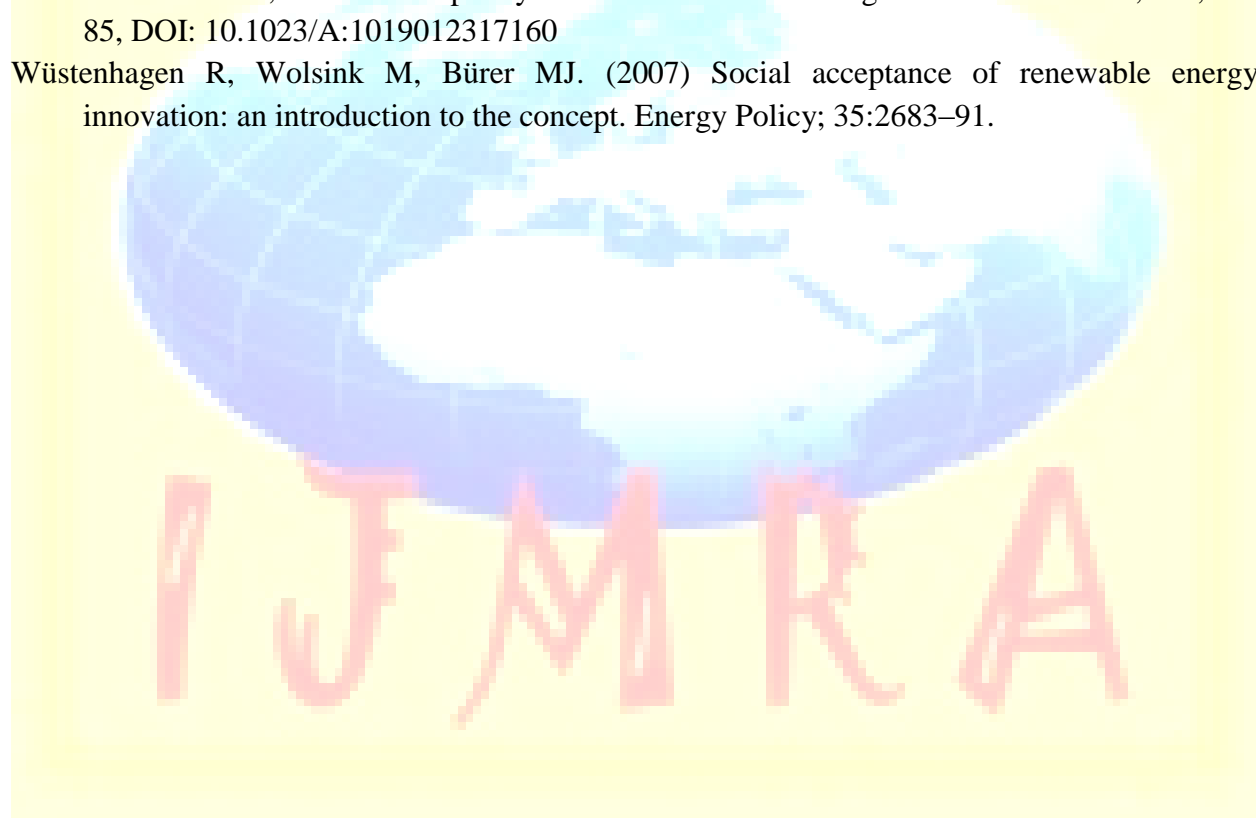 85, DOI: 10.1023/A:1019012317160
Wüstenhagen R, Wolsink M, Bürer MJ. (2007) Social acceptance of renewable energy
innovation: an introduction to the concept. Energy Policy; 35:2683–91.
IJMRA